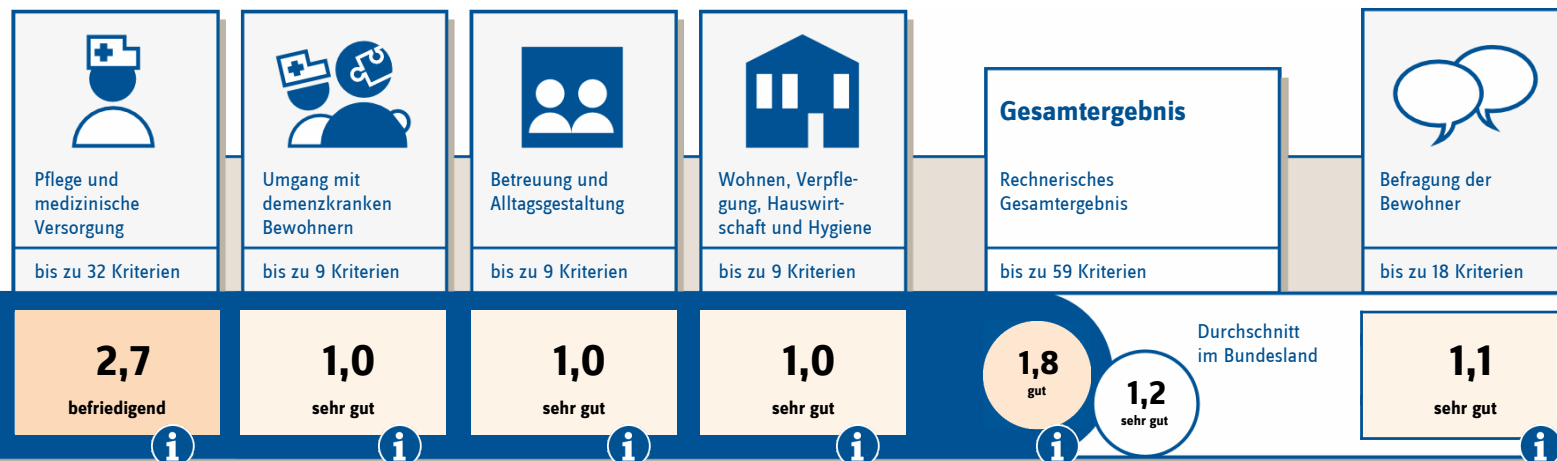 Pflege und
medizinische
Versorgung
bis zu 32 Kriterien
2,7
befriedigend
i
Umgang mit
demenzkranken
Bewohnern
bis zu 9 Kriterien
1,0
sehr gut
i
Betreuung und
Alltagsgestaltung
bis zu 9 Kriterien
1,0
sehr gut
i
Wohnen, Verpfle-
gung, Hauswirt-
schaft und Hygiene
bis zu 9 Kriterien
1,0
sehr gut
i
Gesamtergebnis
Rechnerisches
Gesamtergebnis
bis zu 59 Kriterien
1,8
gut
i
Durchschnitt
im Bundesland
1,2
sehr gut
Befragung der
Bewohner
bis zu 18 Kriterien
1,1
sehr gut
i